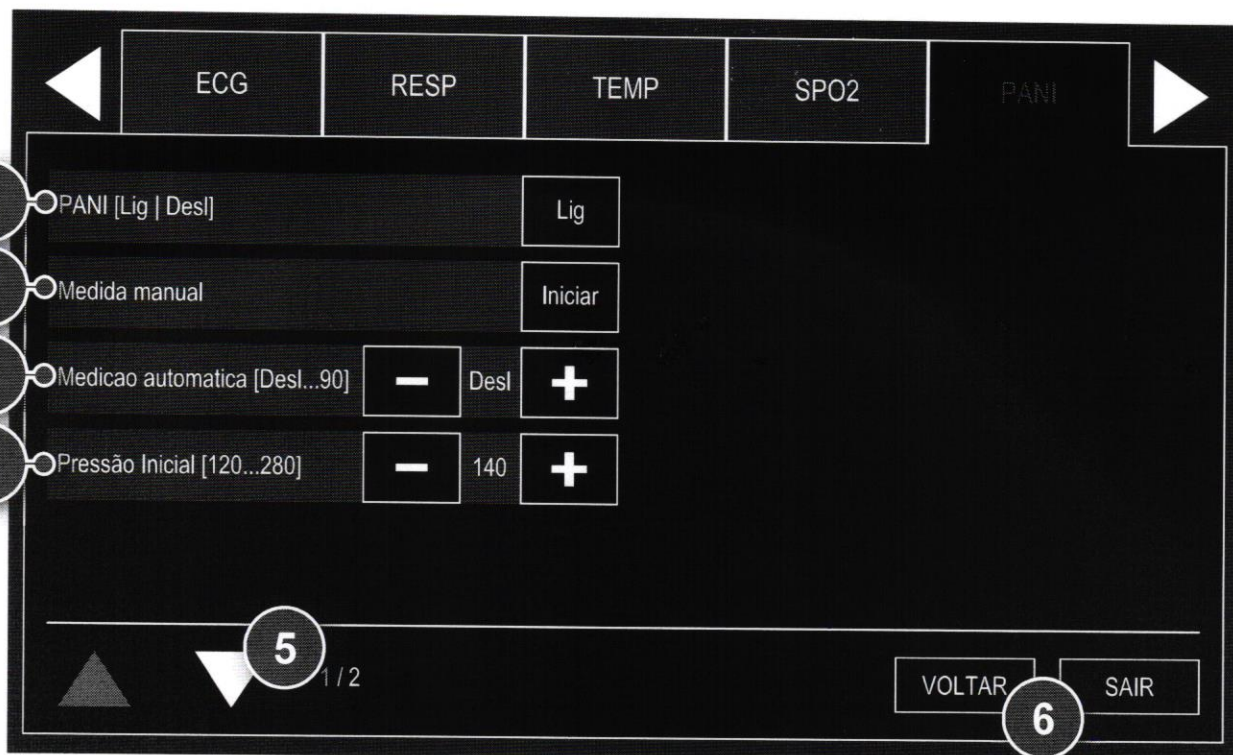 ECG RESP TEMP SPO2 PANI
PANI [Lig | Desl] Lig
Medida manual Iniciar
Medicao automatica [Desl...90] Desl
Pressão Inicial [120...280] 140
5
1 / 2
VOLTAR SAIR
6